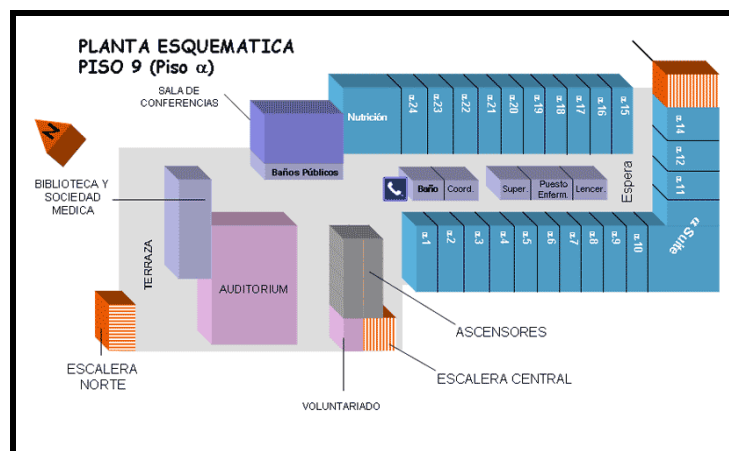 PLANTA ESQUEMATICA
PISO 9 (Piso α)
SALA DE
CONFERENCIAS
Nutrición
α24
α23
α22
α21
α20
α19
α18
α17
α16
α15
α14
α12
α11
α Suite
Espera
N
Baños Públicos
BIBLIOTECA Y
SOCIEDAD
MEDICA
Baño
Coord.
Super.
Puesto
Enferm.
Lencer.
α1
α2
α3
α4
α5
α6
α7
α8
α9
α10
TERRAZA
AUDITORIUM
ASCENSORES
ESCALERA
NORTE
ESCALERA CENTRAL
VOLUNTARIADO